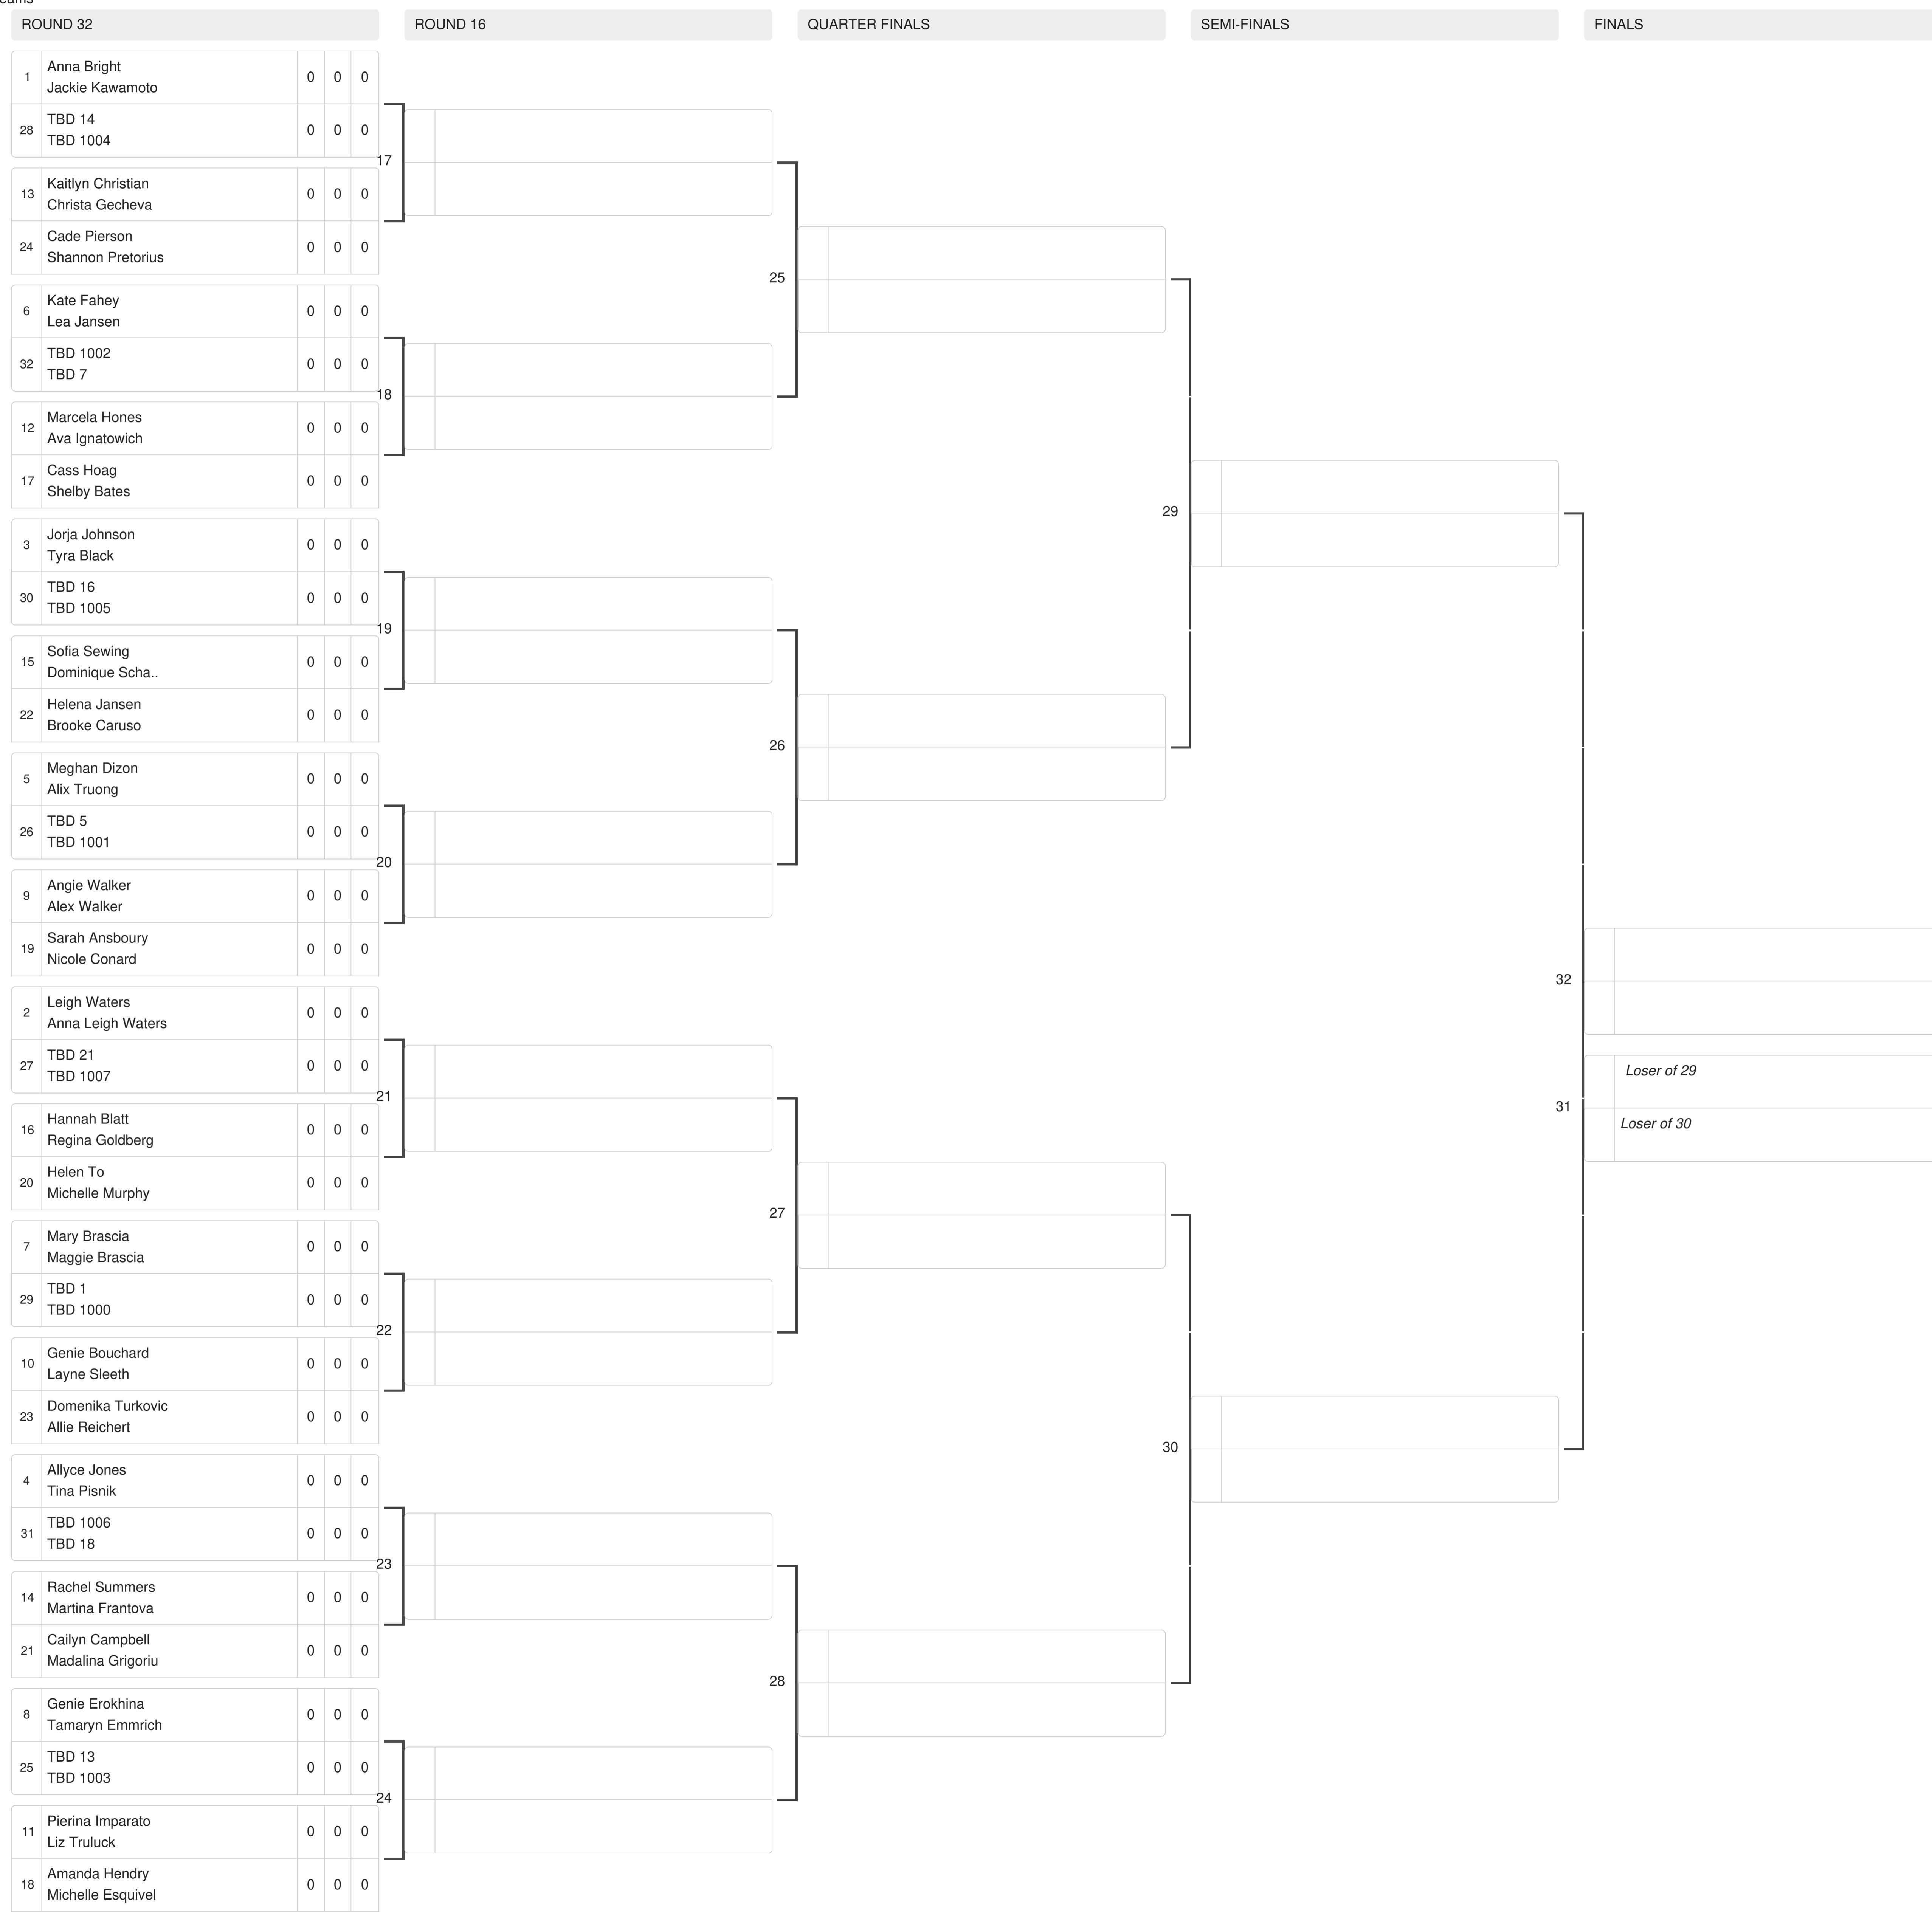 eams
ROUND 32
ROUND 16
QUARTER FINALS
SEMI-FINALS
FINALS
1 Anna Bright 0 0 0
Jackie Kawamoto
28 TBD 14 0 0 0
TBD 1004
17
13 Kaitlyn Christian 0 0 0
Christa Gecheva
24 Cade Pierson 0 0 0
Shannon Pretorius
25
6 Kate Fahey 0 0 0
Lea Jansen
32 TBD 1002 0 0 0
TBD 7
18
12 Marcela Hones 0 0 0
Ava Ignatowich
17 Cass Hoag 0 0 0
Shelby Bates
29
3 Jorja Johnson 0 0 0
Tyra Black
30 TBD 16 0 0 0
TBD 1005
19
15 Sofia Sewing 0 0 0
Dominique Scha..
22 Helena Jansen 0 0 0
Brooke Caruso
26
5 Meghan Dizon 0 0 0
Alix Truong
26 TBD 5 0 0 0
TBD 1001
20
9 Angie Walker 0 0 0
Alex Walker
19 Sarah Ansboury 0 0 0
Nicole Conard
32
2 Leigh Waters 0 0 0
Anna Leigh Waters
27 TBD 21 0 0 0
TBD 1007
Loser of 29
21
31
Loser of 30
16 Hannah Blatt 0 0 0
Regina Goldberg
20 Helen To 0 0 0
Michelle Murphy
27
7 Mary Brascia 0 0 0
Maggie Brascia
29 TBD 1 0 0 0
TBD 1000
22
10 Genie Bouchard 0 0 0
Layne Sleeth
23 Domenika Turkovic 0 0 0
Allie Reichert
30
4 Allyce Jones 0 0 0
Tina Pisnik
31 TBD 1006 0 0 0
TBD 18
23
14 Rachel Summers 0 0 0
Martina Frantova
21 Cailyn Campbell 0 0 0
Madalina Grigoriu
28
8 Genie Erokhina 0 0 0
Tamaryn Emmrich
25 TBD 13 0 0 0
TBD 1003
24
11 Pierina Imparato 0 0 0
Liz Truluck
18 Amanda Hendry 0 0 0
Michelle Esquivel